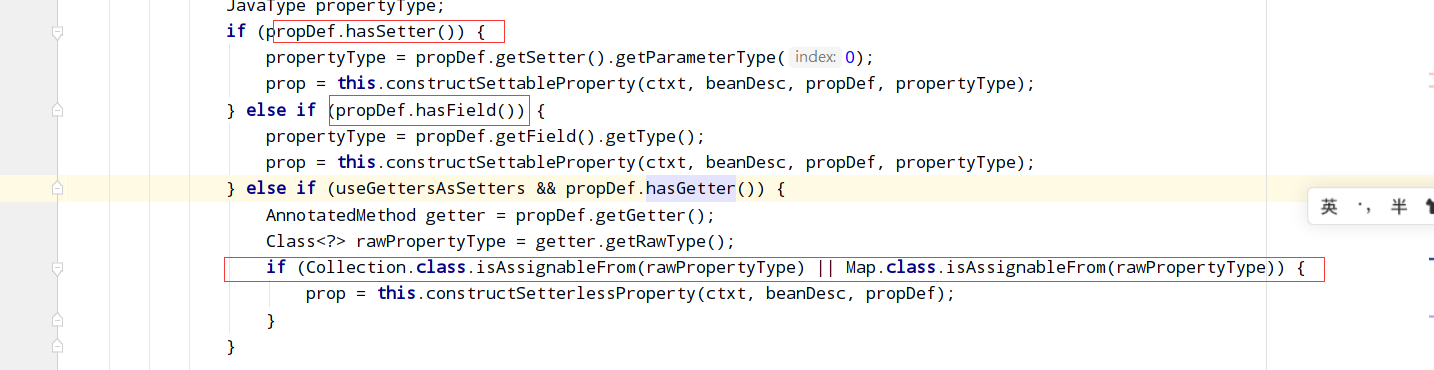 JavaType propertyType;
if (propDef.hasSetter()) {
propertyType = propDef.getSetter().getParameterType( index: 0);
prop = this.constructSettableProperty(ctxt, beanDesc, propDef, propertyType);
} else if (propDef.hasField()) {
propertyType = propDef.getField().getType();
prop = this.constructSettableProperty(ctxt, beanDesc, propDef, propertyType);
} else if (useGettersAsSetters && propDef.hasGetter()) {
AnnotatedMethod getter = propDef.getGetter();
英 ·, 半
Class<?> rawPropertyType = getter.getRawType();
if (Collection.class.isAssignableFrom(rawPropertyType) || Map.class.isAssignableFrom(rawPropertyType)) {
prop = this.constructSetterlessProperty(ctxt, beanDesc, propDef);
}
}